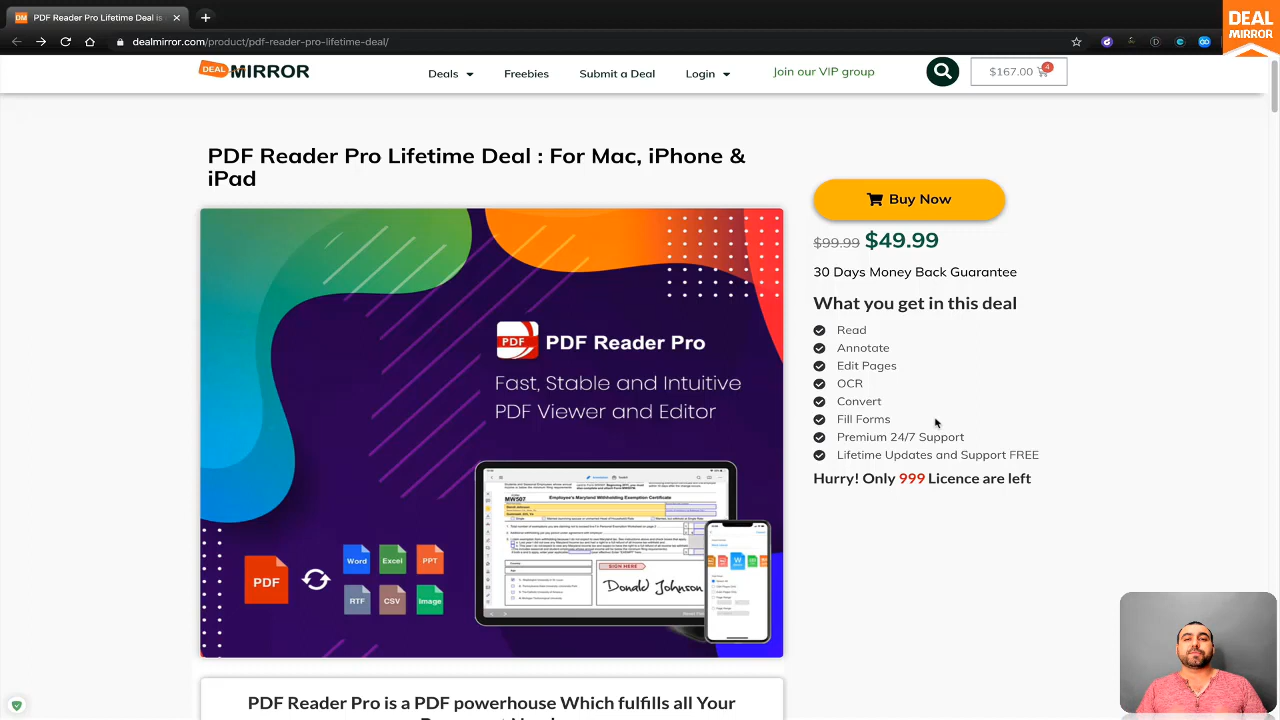 PDF Reader Pro Lifetime Deal is
DEAL
MIRROR
dealmirror.com/product/pdf-reader-pro-lifetime-deal/
DEAL MIRROR
Deals
Freebies
Submit a Deal
Login
Join our VIP group
$167.00
4
PDF Reader Pro Lifetime Deal : For Mac, iPhone &
iPad
Buy Now
$99.99 $49.99
30 Days Money Back Guarantee
What you get in this deal
Read
Annotate
Edit Pages
OCR
Convert
Fill Forms
Premium 24/7 Support
Lifetime Updates and Support FREE
Hurry! Only 999 Licence are left.
PDF
PDF Reader Pro
Fast, Stable and Intuitive
PDF Viewer and Editor
MW507
Employee's Maryland Withholding Exemption Certificate
SIGN HERE
Donald Johnson
PDF
Word
Excel
PPT
RTF
CSV
Image
PDF Reader Pro is a PDF powerhouse Which fulfills all Your